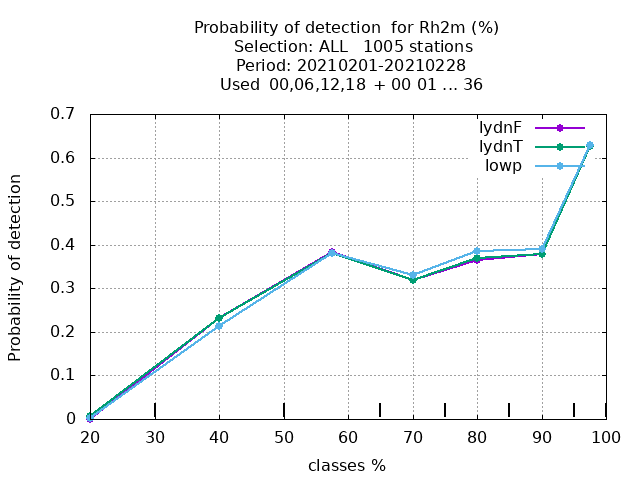 Probability of detection  for Rh2m (%)
Selection: ALL   1005 stations
Period: 20210201-20210228
Used  00,06,12,18  + 00 01 ... 36
0.7
0.6
0.5
0.4
0.3
0.2
0.1
0
Probability of detection
lydnF
lydnT
lowp
20 30 40 50 60 70 80 90 100
classes %